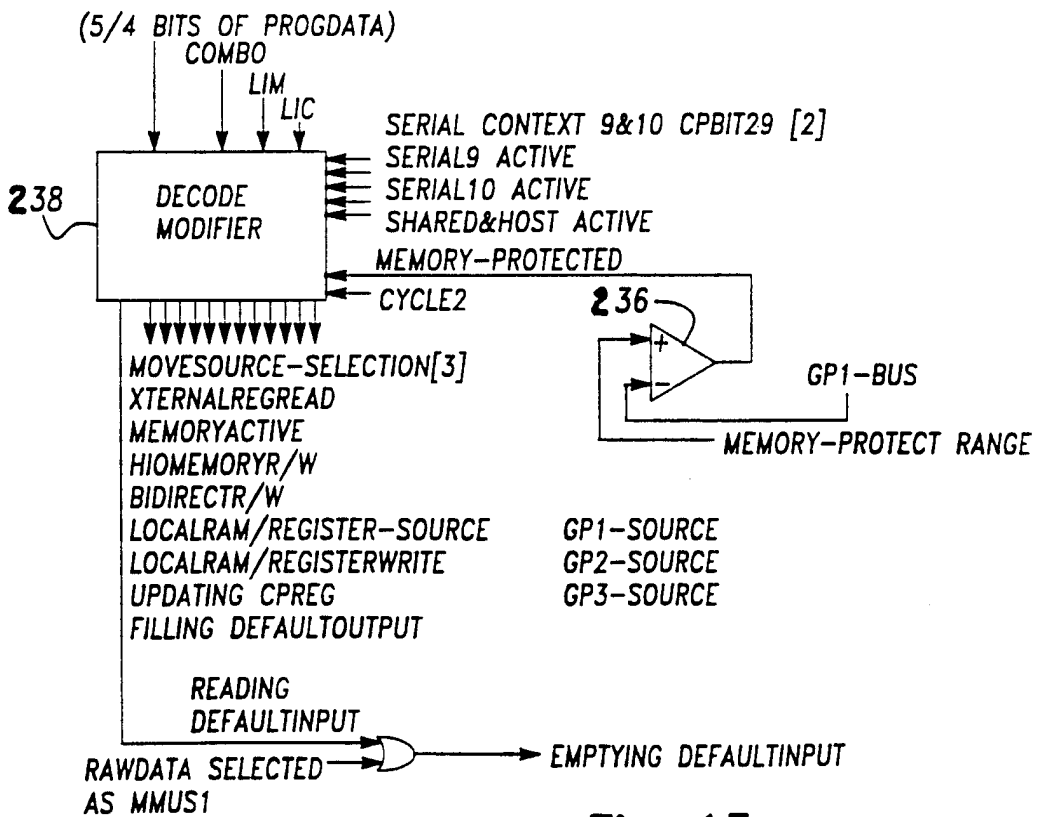 (5/4 BITS OF PROGDATA)
COMBO
LIM
LIC
SERIAL CONTEXT 9&10 CPBIT29 [2]
SERIAL9 ACTIVE
SERIAL10 ACTIVE
SHARED&HOST ACTIVE
238
DECODE
MODIFIER
MEMORY-PROTECTED
CYCLE2
236
+
−
GP1-BUS
MEMORY-PROTECT RANGE
MOVESOURCE-SELECTION[3]
XTERNALREGREAD
MEMORYACTIVE
HIOMEMORYR/W
BIDIRECTR/W
LOCALRAM/REGISTER-SOURCE GP1-SOURCE
LOCALRAM/REGISTERWRITE GP2-SOURCE
UPDATING CPREG GP3-SOURCE
FILLING DEFAULTOUTPUT
READING
DEFAULTINPUT
EMPTYING DEFAULTINPUT
RAWDATA SELECTED
AS MMUS1